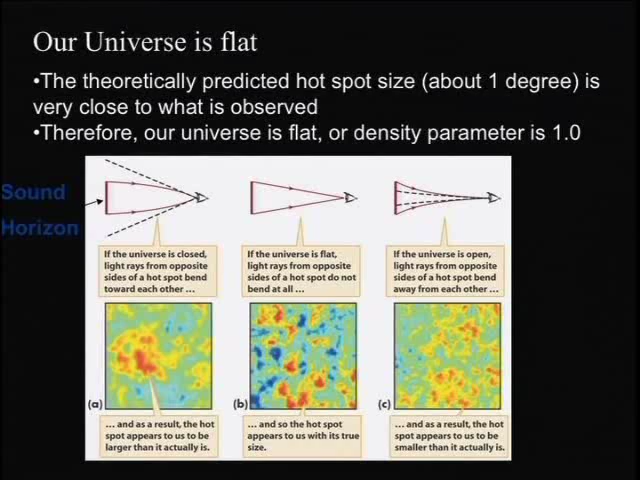 Our Universe is flat
•The theoretically predicted hot spot size (about 1 degree) is
very close to what is observed
•Therefore, our universe is flat, or density parameter is 1.0
Sound
Horizon
If the universe is closed,
light rays from opposite
sides of a hot spot bend
toward each other ...
If the universe is flat,
light rays from opposite
sides of a hot spot do not
bend at all ...
If the universe is open,
light rays from opposite
sides of a hot spot bend
away from each other ...
(a)
(b)
(c)
... and as a result, the hot
spot appears to us to be
larger than it actually is.
... and so the hot spot
appears to us with its true
size.
... and as a result, the hot
spot appears to us to be
smaller than it actually is.